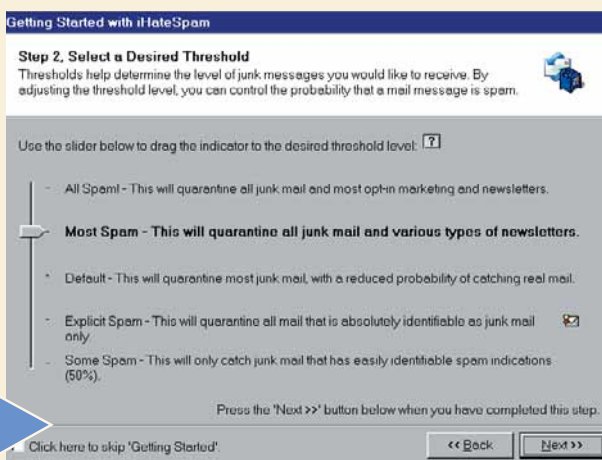 Getting Started with iHateSpam
Step 2, Select a Desired Threshold
Thresholds help determine the level of junk messages you would like to receive. By
adjusting the threshold level, you can control the probability that a mail message is spam.
Use the slider below to drag the indicator to the desired threshold level: ?
- All Spam! - This will quarantine all junk mail and most opt-in marketing and newsletters.
- Most Spam - This will quarantine all junk mail and various types of newsletters.
- Default - This will quarantine most junk mail, with a reduced probability of catching real mail.
- Explicit Spam - This will quarantine all mail that is absolutely identifiable as junk mail
only
- Some Spam - This will only catch junk mail that has easily identifiable spam indications
(50%).
Press the 'Next >>' button below when you have completed this step.
Click here to skip 'Getting Started'.
<< Back
Next >>